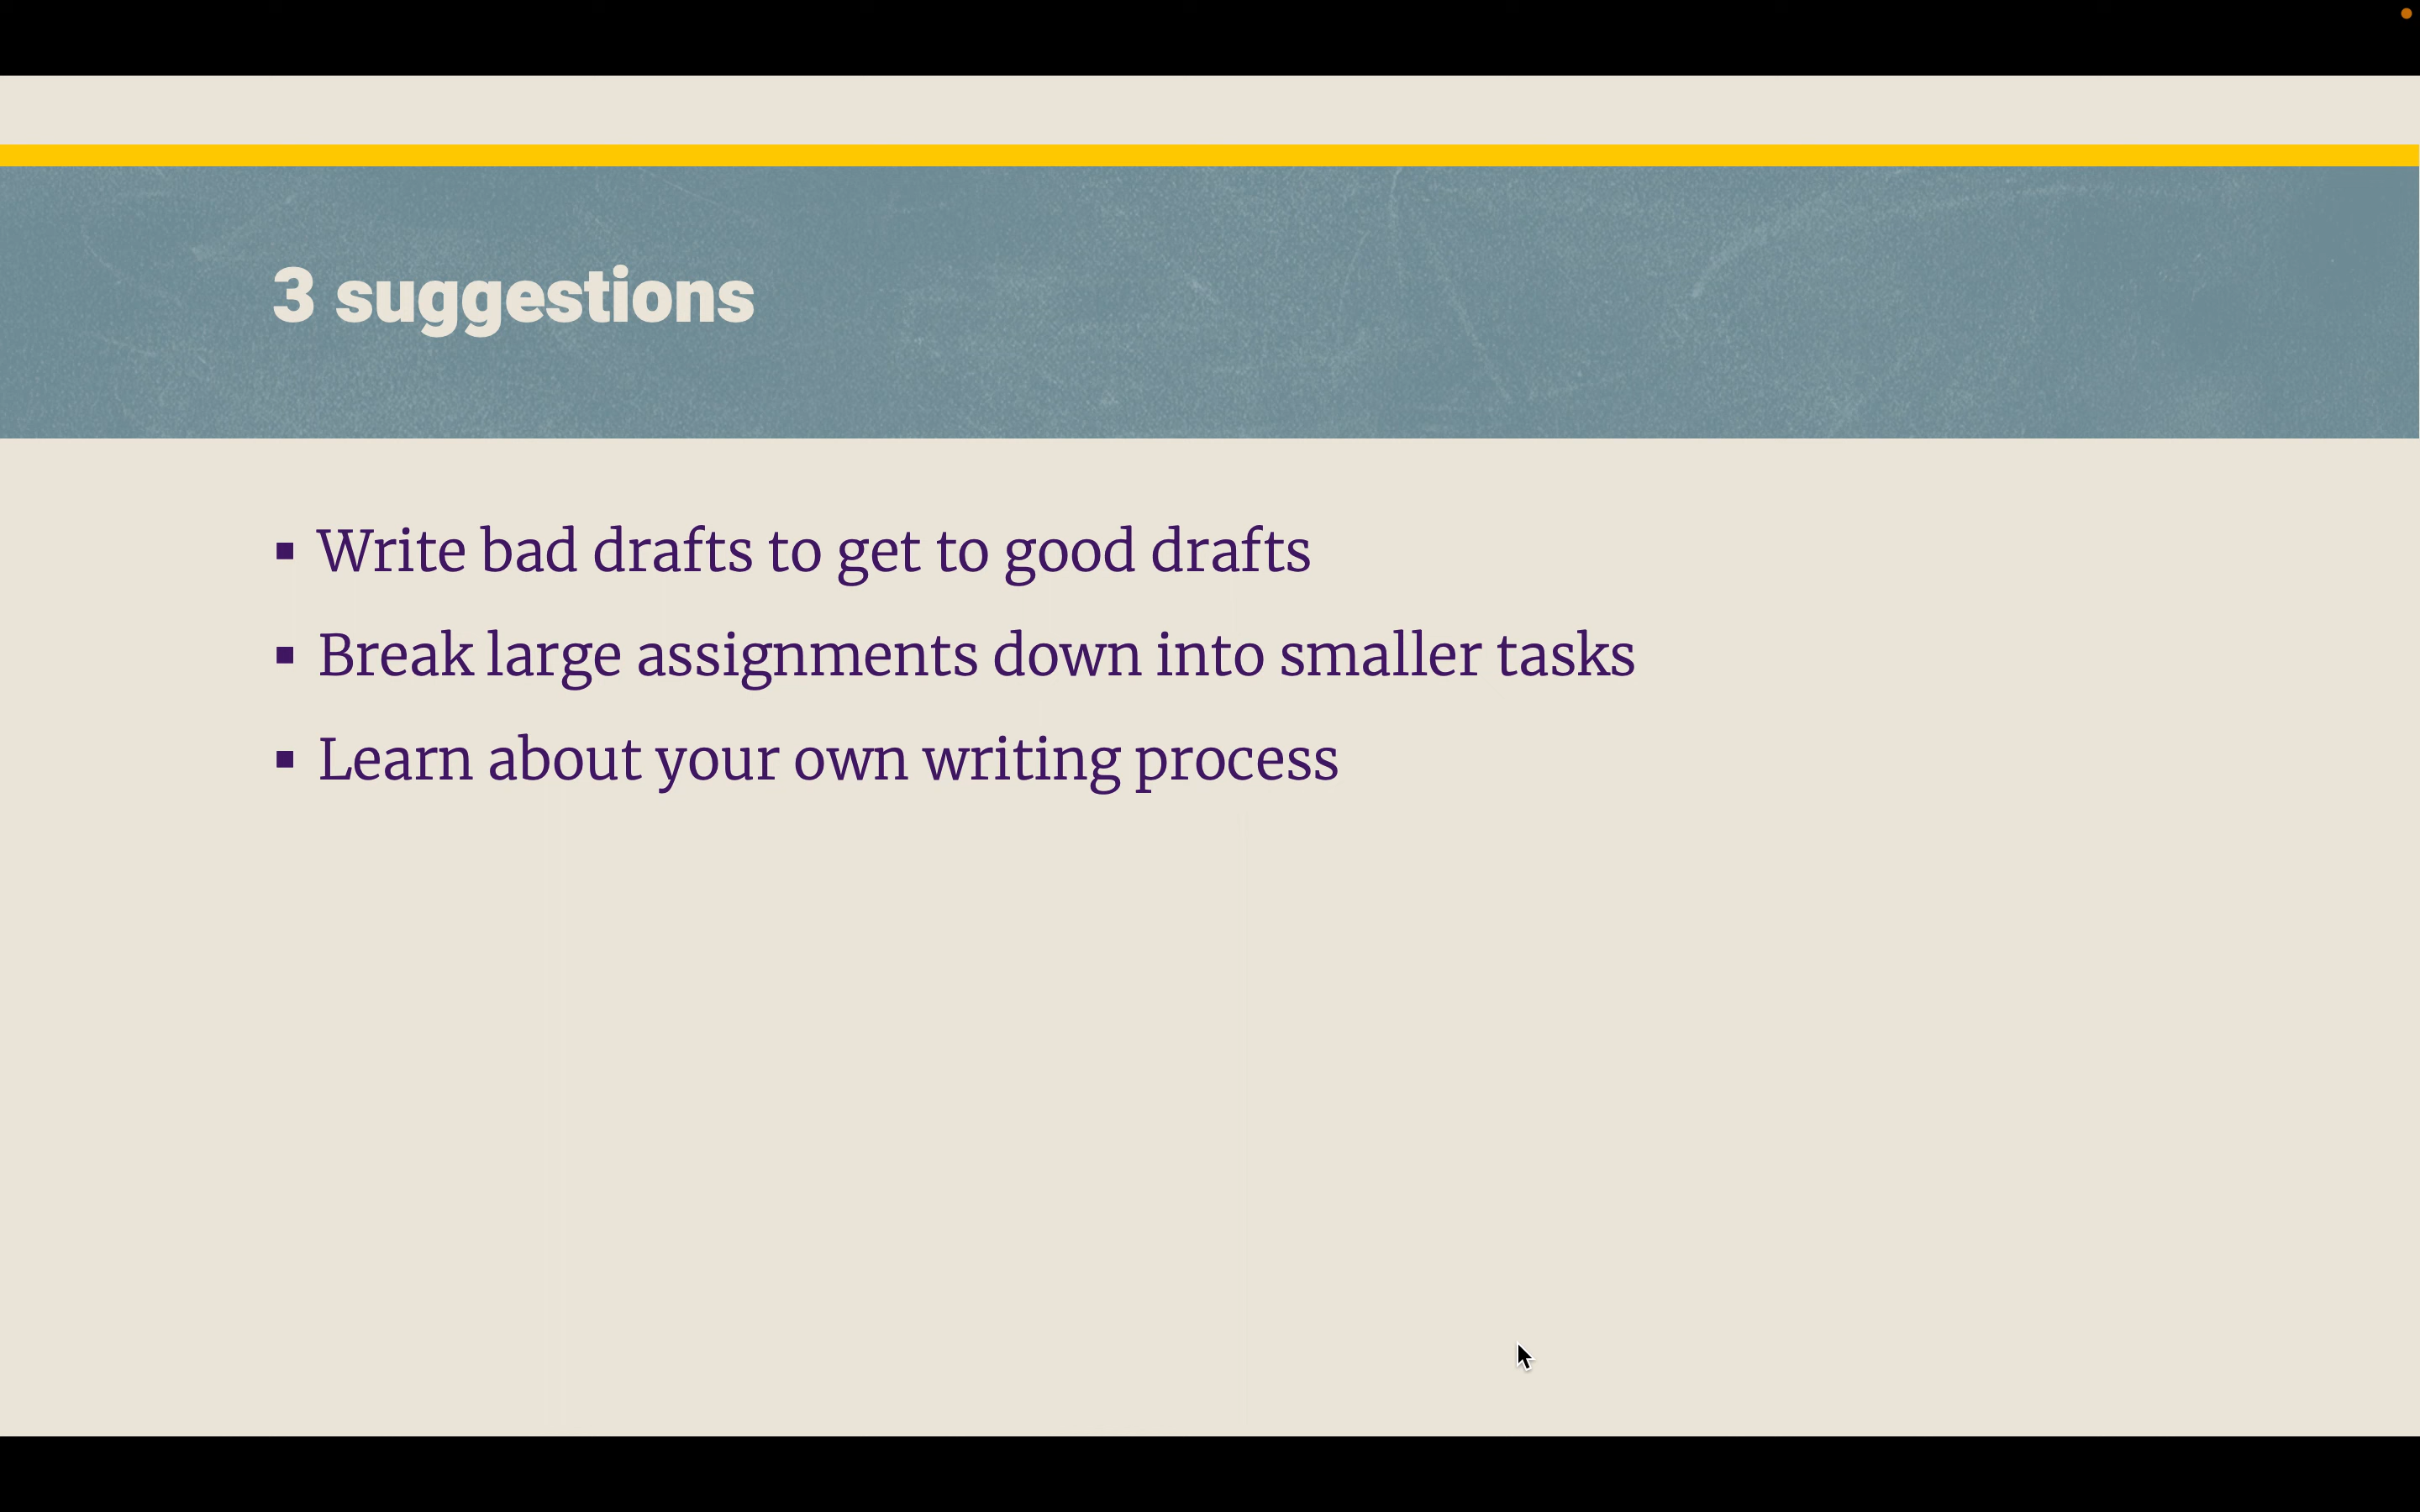 3 suggestions
Write bad drafts to get to good drafts
Break large assignments down into smaller tasks
Learn about your own writing process